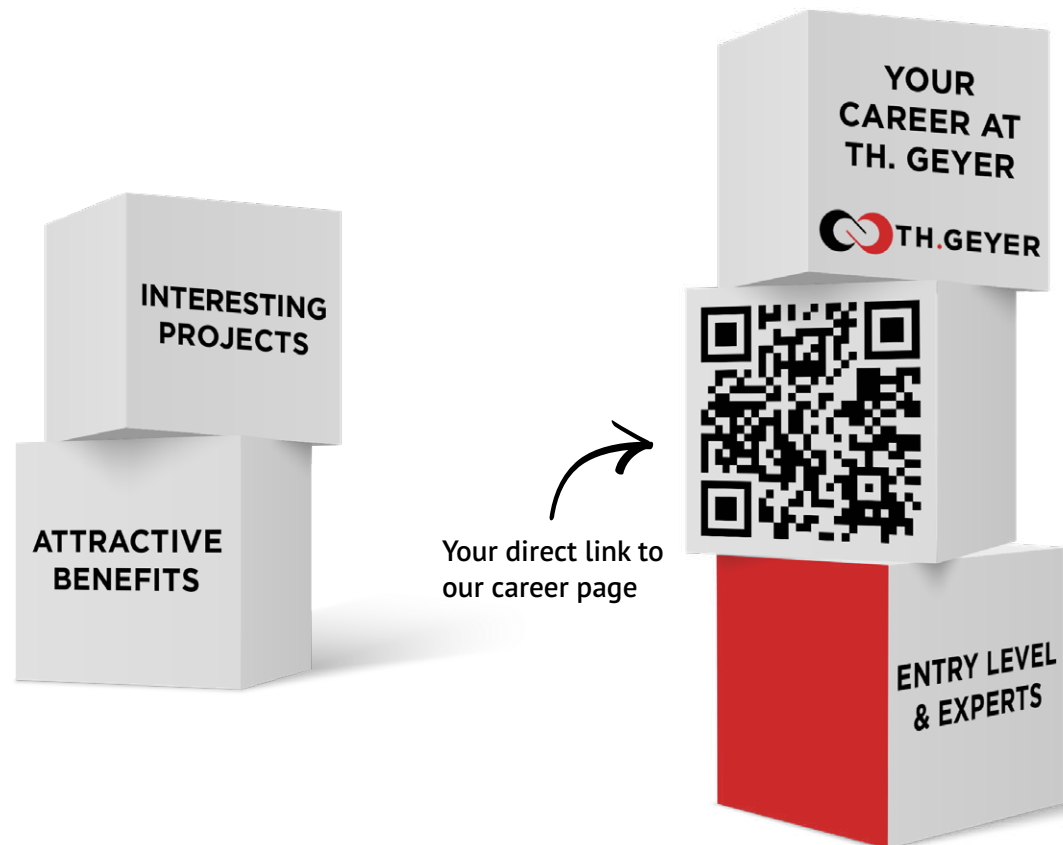 INTERESTING
PROJECTS
ATTRACTIVE
BENEFITS
Your direct link to
our career page
YOUR
CAREER AT
TH. GEYER
TH.GEYER
ENTRY LEVEL
& EXPERTS